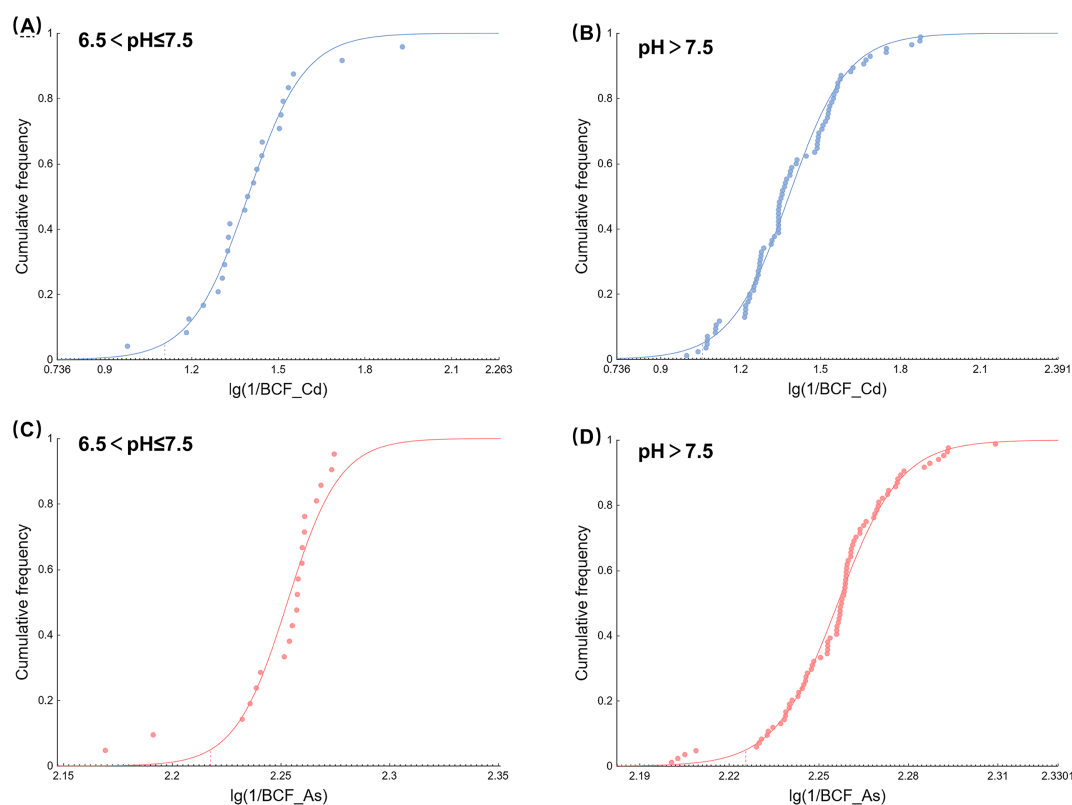 (A)
6.5＜pH≤7.5
1
0.8
0.6
0.4
0.2
0
Cumulative frequency
0.736 0.9 1.2 1.5 1.8 2.1 2.263
lg(1/BCF_Cd)
(B)
pH＞7.5
1
0.8
0.6
0.4
0.2
0
Cumulative frequency
0.736 0.9 1.2 1.5 1.8 2.1 2.391
lg(1/BCF_Cd)
(C)
6.5＜pH≤7.5
1
0.8
0.6
0.4
0.2
0
Cumulative frequency
2.15 2.2 2.25 2.3 2.35
lg(1/BCF_As)
(D)
pH＞7.5
1
0.8
0.6
0.4
0.2
0
Cumulative frequency
2.19 2.22 2.25 2.28 2.31 2.3301
lg(1/BCF_As)